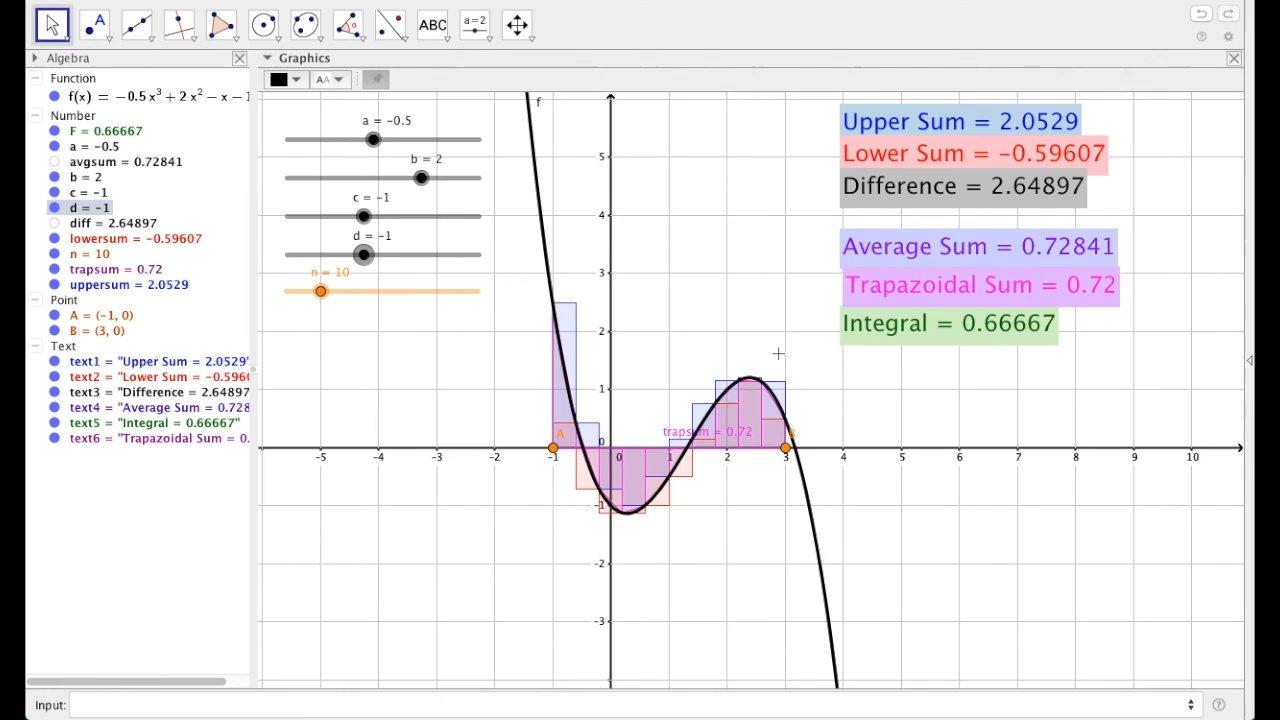 A
ABC
a=2
Algebra
Graphics
Function
f(x) = −0.5 x³ + 2 x² − x − 1
Number
F = 0.66667
a = −0.5
avgsum = 0.72841
b = 2
c = −1
d = −1
diff = 2.64897
lowersum = −0.59607
n = 10
trapsum = 0.72
uppersum = 2.0529
Point
A = (−1, 0)
B = (3, 0)
Text
text1 = "Upper Sum = 2.0529"
text2 = "Lower Sum = −0.5960
text3 = "Difference = 2.64897
text4 = "Average Sum = 0.728
text5 = "Integral = 0.66667"
text6 = "Trapazoidal Sum = 0.
AA
a = −0.5
b = 2
c = −1
d = −1
n = 10
f
Upper Sum = 2.0529
Lower Sum = −0.59607
Difference = 2.64897
Average Sum = 0.72841
Trapazoidal Sum = 0.72
Integral = 0.66667
5
4
3
2
1
0
−1
−2
−3
A
trapsum = 0.72
B
−5 −4 −3 −2 −1 0 1 2 3 4 5 6 7 8 9 10
Input: